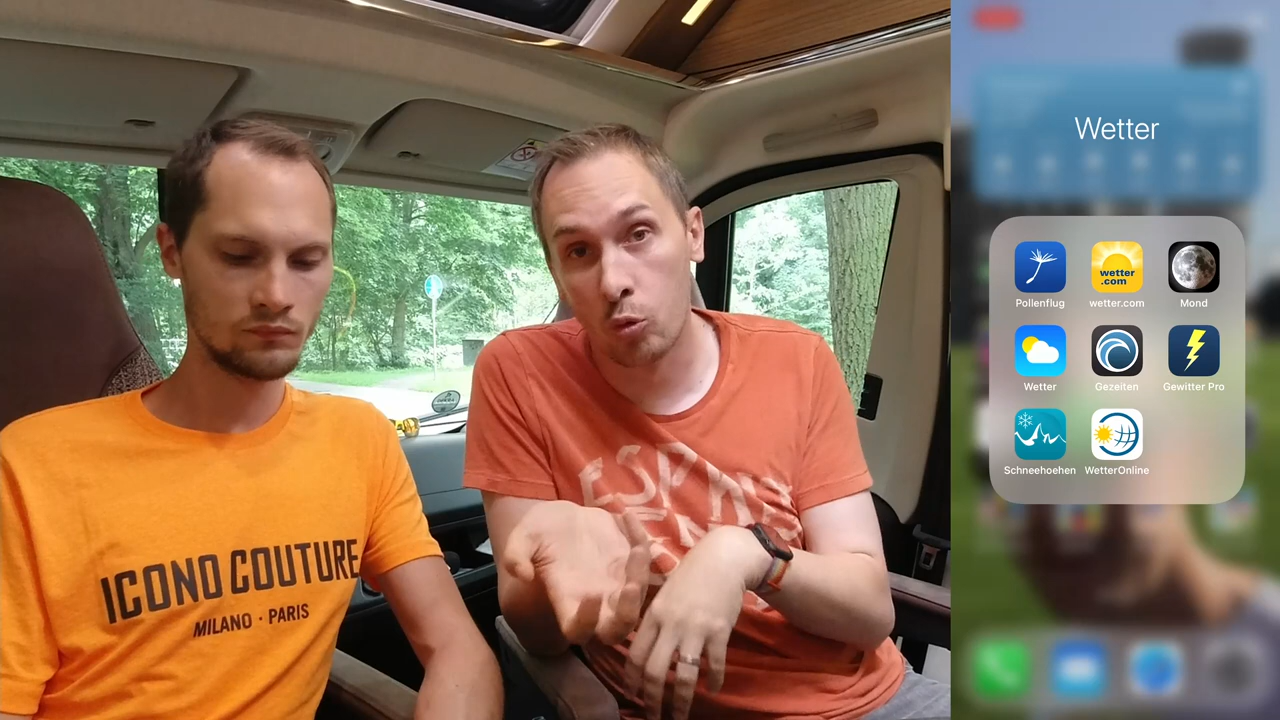 ICONO COUTURE
MILANO · PARIS
Wetter
wetter
.com
Pollenflug
wetter.com
Mond
Wetter
Gezeiten
Gewitter Pro
Schneehoehen
WetterOnline